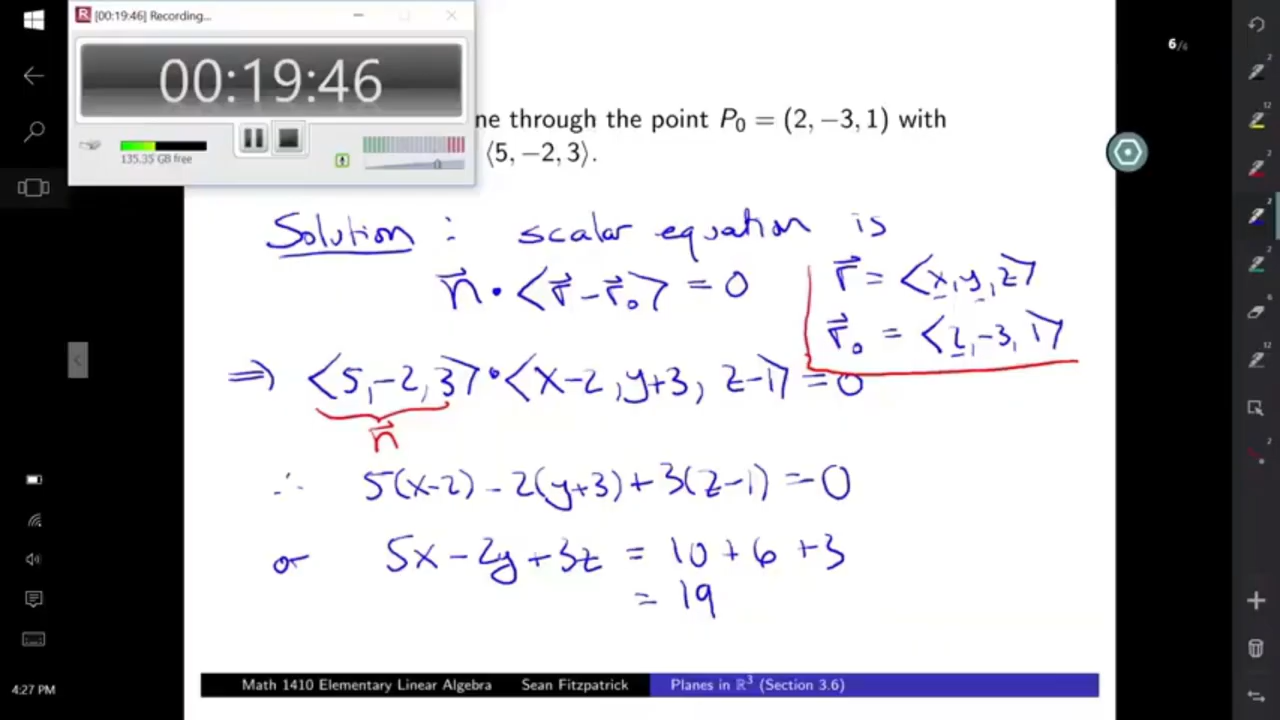 [00:19:46] Recording...
00:19:46
135.35 GB free
6/4
ne through the point P₀ = (2, −3, 1) with
⟨5, −2, 3⟩.
Solution : scalar equation is
n⃗ • ⟨r⃗ − r⃗₀⟩ = 0
r⃗ = ⟨x, y, z⟩
r⃗₀ = ⟨2, −3, 1⟩
⇒ ⟨5, −2, 3⟩ • ⟨x−2, y+3, z−1⟩ = 0
n⃗
∴ 5(x−2) − 2(y+3) + 3(z−1) = 0
or 5x − 2y + 3z = 10 + 6 + 3
= 19
Math 1410 Elementary Linear Algebra Sean Fitzpatrick Planes in ℝ³ (Section 3.6)
4:27 PM